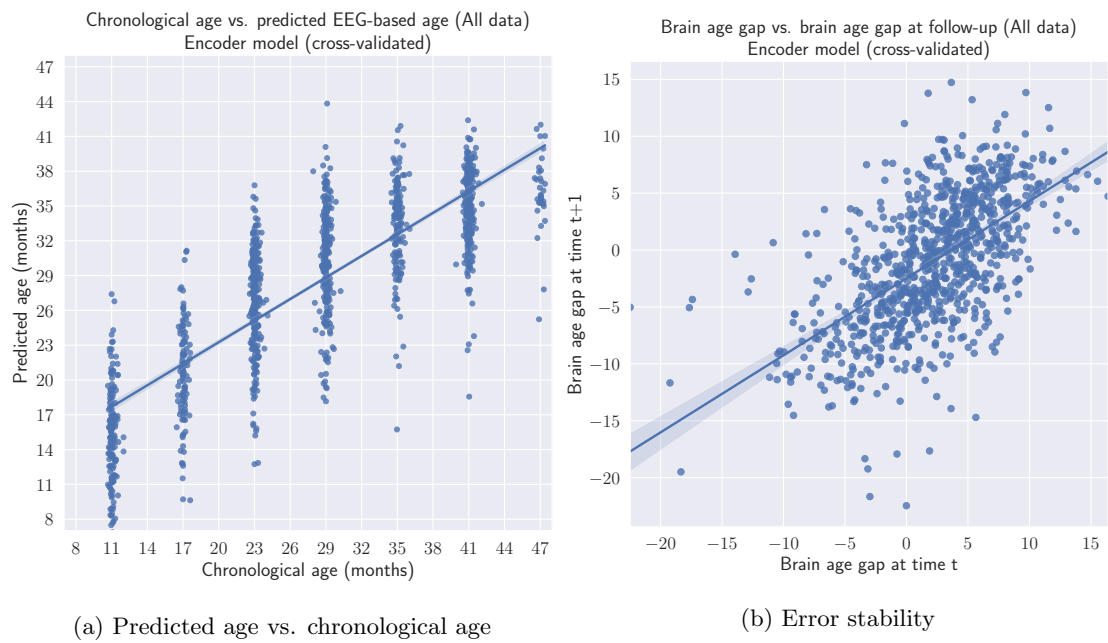 Chronological age vs. predicted EEG-based age (All data)
Encoder model (cross-validated)
47
44
41
38
35
32
29
26
23
20
17
14
11
8
Predicted age (months)
8 11 14 17 20 23 26 29 32 35 38 41 44 47
Chronological age (months)
(a) Predicted age vs. chronological age
Brain age gap vs. brain age gap at follow-up (All data)
Encoder model (cross-validated)
15
10
5
0
−5
−10
−15
−20
Brain age gap at time t+1
−20 −15 −10 −5 0 5 10 15
Brain age gap at time t
(b) Error stability